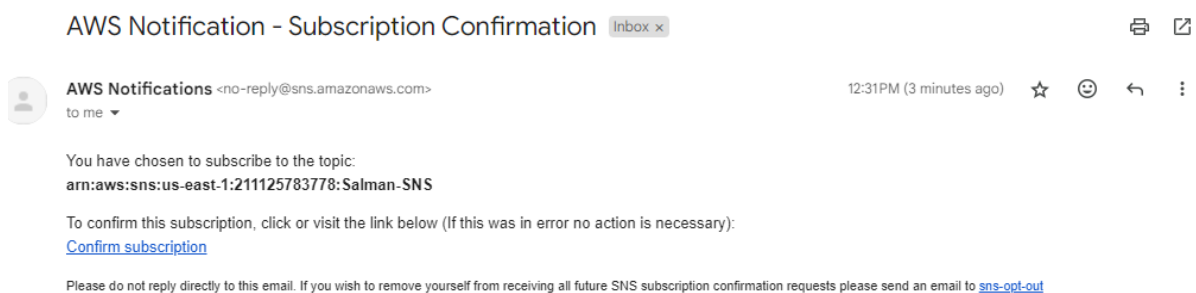 AWS Notification - Subscription Confirmation Inbox x
AWS Notifications <no-reply@sns.amazonaws.com> 12:31 PM (3 minutes ago)
to me
You have chosen to subscribe to the topic:
arn:aws:sns:us-east-1:211125783778:Salman-SNS
To confirm this subscription, click or visit the link below (If this was in error no action is necessary):
Confirm subscription
Please do not reply directly to this email. If you wish to remove yourself from receiving all future SNS subscription confirmation requests please send an email to sns-opt-out